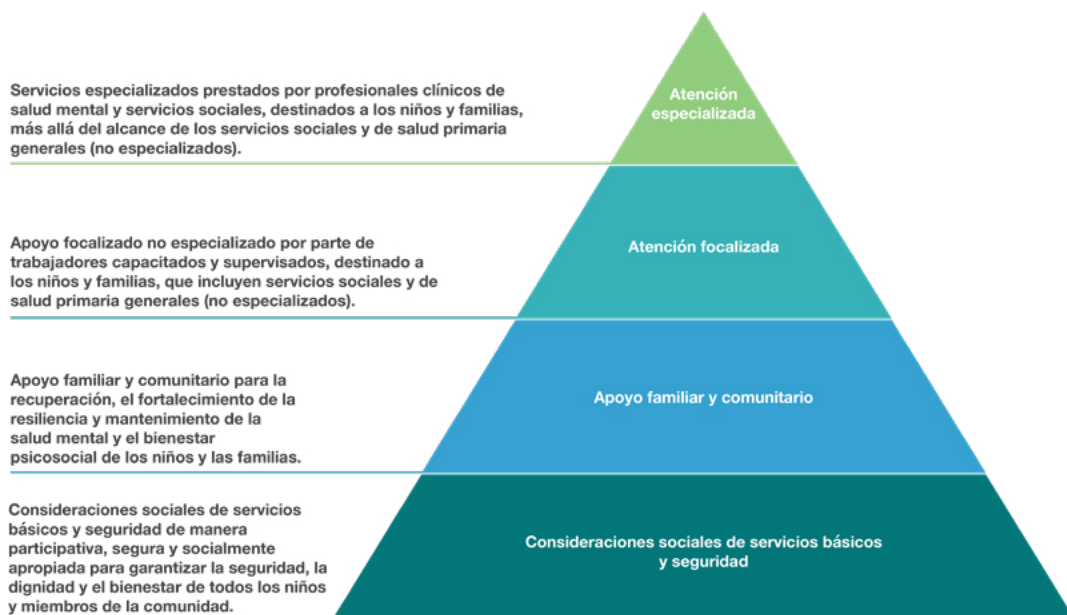 Servicios especializados prestados por profesionales clínicos de
salud mental y servicios sociales, destinados a los niños y familias,
más allá del alcance de los servicios sociales y de salud primaria
generales (no especializados).
Atención
especializada
Apoyo focalizado no especializado por parte de
trabajadores capacitados y supervisados, destinado a
los niños y familias, que incluyen servicios sociales y de
salud primaria generales (no especializados).
Atención focalizada
Apoyo familiar y comunitario para la
recuperación, el fortalecimiento de la
resiliencia y mantenimiento de la
salud mental y el bienestar
psicosocial de los niños y las familias.
Apoyo familiar y comunitario
Consideraciones sociales de servicios
básicos y seguridad de manera
participativa, segura y socialmente
apropiada para garantizar la seguridad, la
dignidad y el bienestar de todos los niños
y miembros de la comunidad.
Consideraciones sociales de servicios básicos
y seguridad